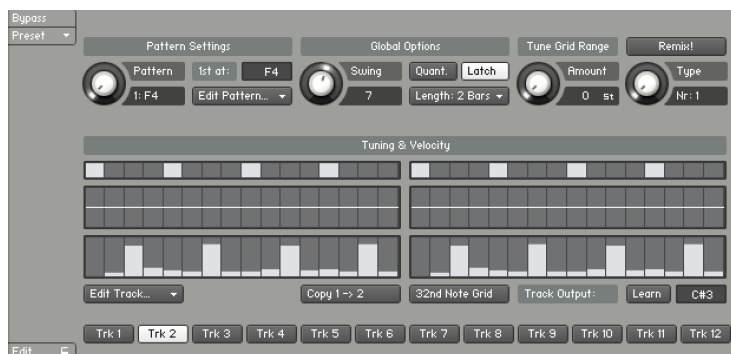 Bypass
Preset
Pattern Settings
Global Options
Tune Grid Range
Remix!
Pattern
1st at:
F4
Swing
Quant.
Latch
Amount
Type
1: F4
Edit Pattern...
7
Length: 2 Bars
0 st
Nr: 1
Tuning & Velocity
Edit Track...
Copy 1 -> 2
32nd Note Grid
Track Output:
Learn
C#3
Trk 1
Trk 2
Trk 3
Trk 4
Trk 5
Trk 6
Trk 7
Trk 8
Trk 9
Trk 10
Trk 11
Trk 12
Edit